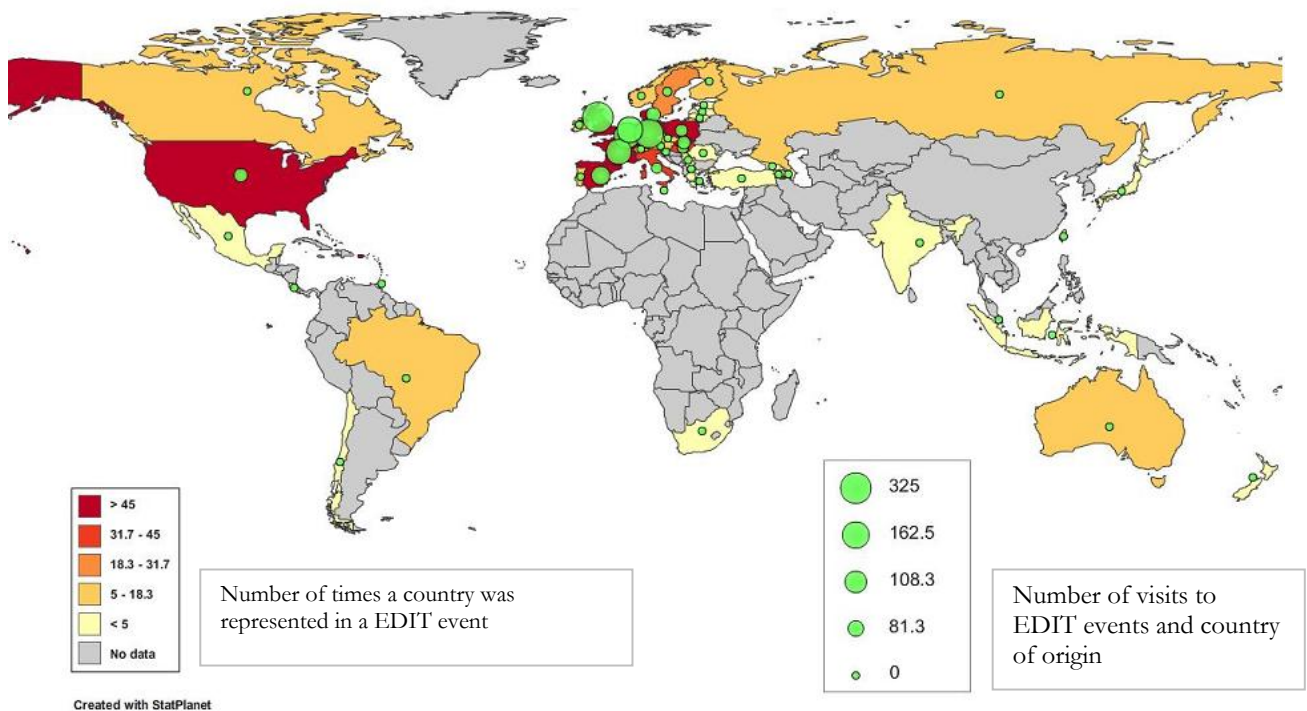 > 45
31.7 - 45
18.3 - 31.7
5 - 18.3
< 5
No data
Number of times a country was
represented in a EDIT event
325
162.5
108.3
81.3
0
Number of visits to
EDIT events and country
of origin
Created with StatPlanet